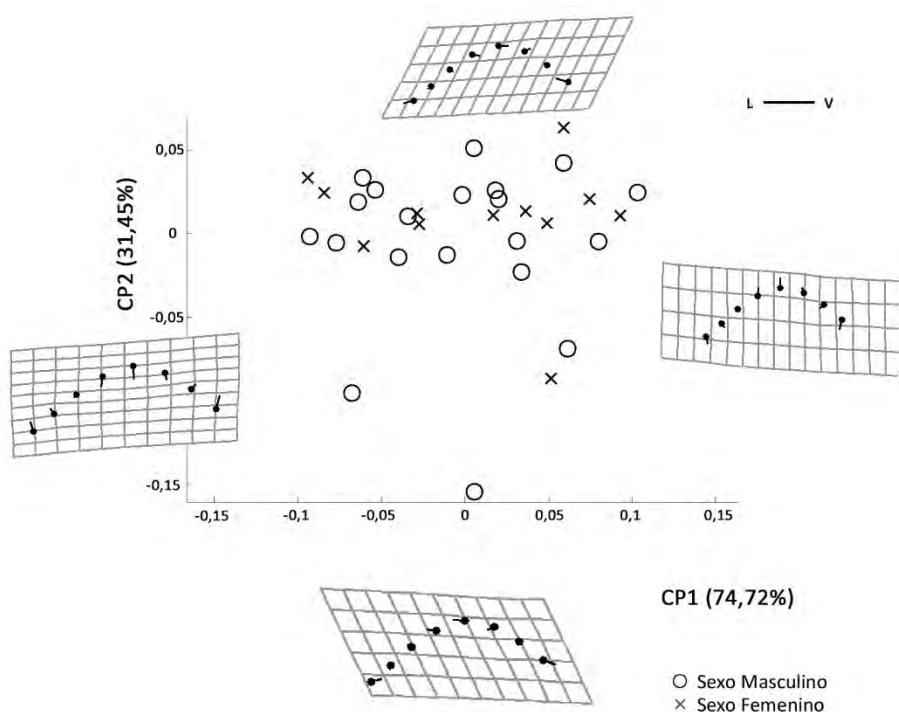 L V
0,05
0
-0,05
-0,15
CP2 (31,45%)
-0,15 -0,1 -0,05 0 0,05 0,1 0,15
CP1 (74,72%)
Sexo Masculino
Sexo Femenino